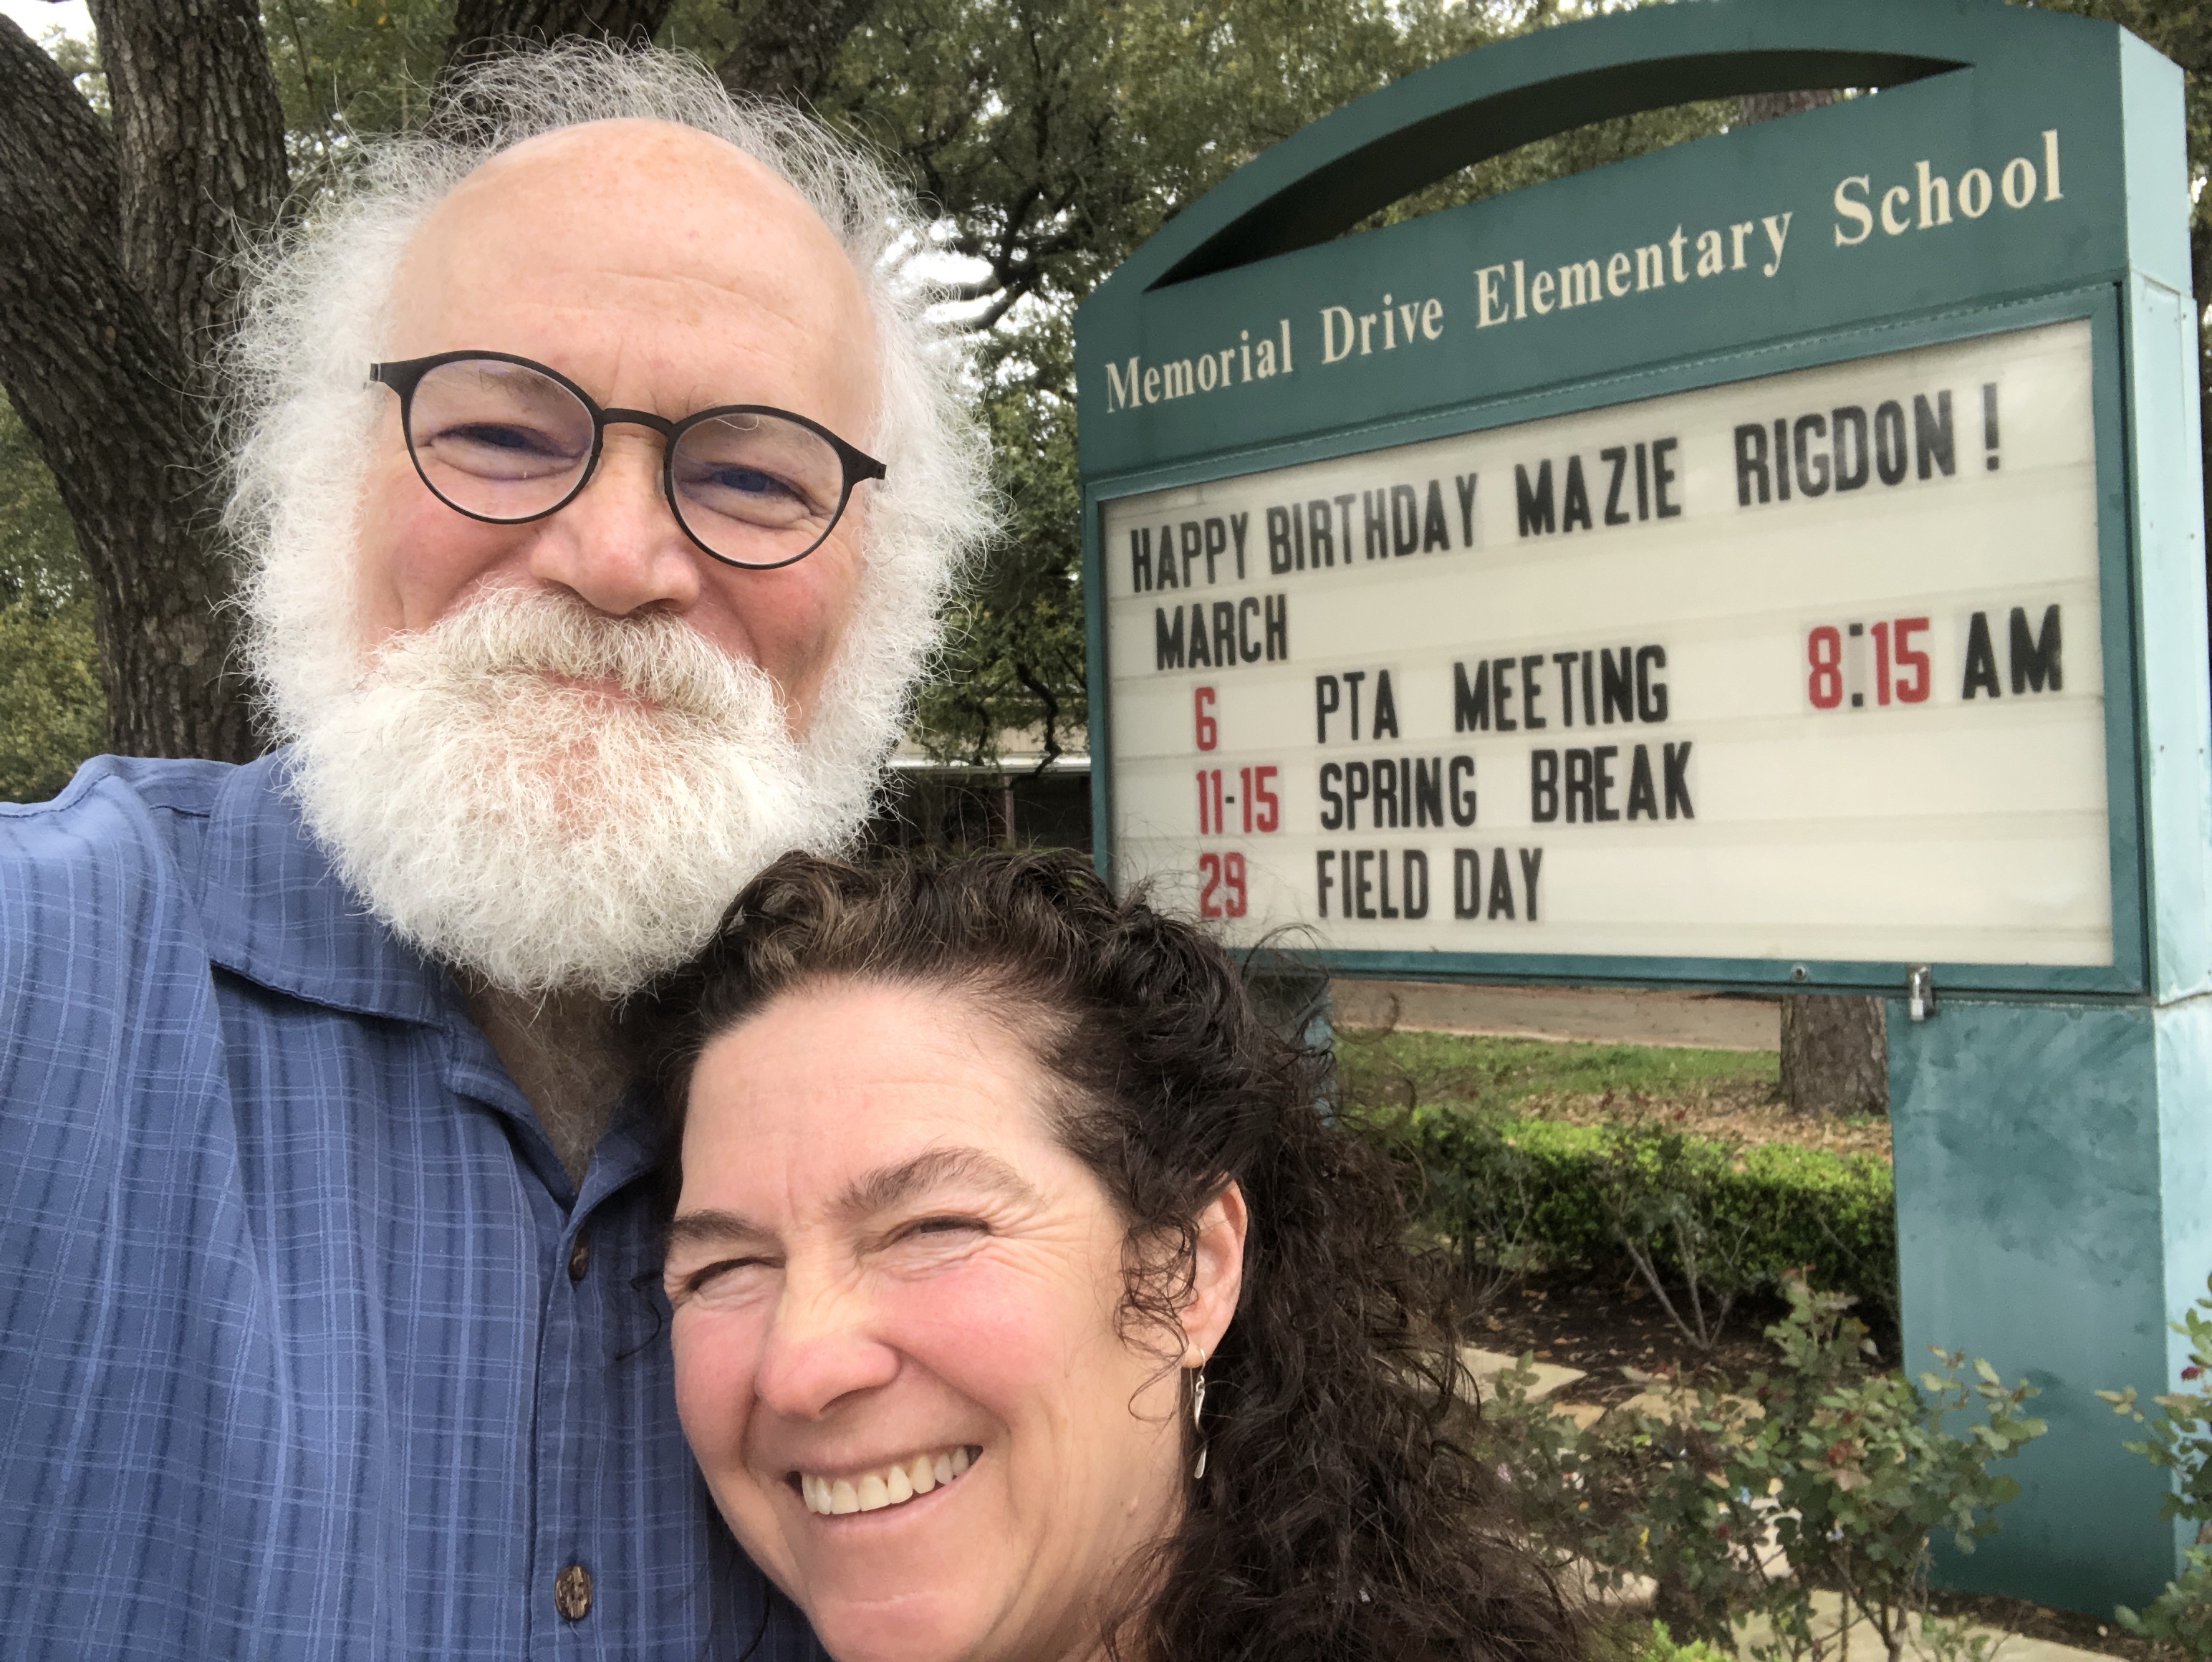 Memorial Drive Elementary School
HAPPY BIRTHDAY MAZIE RIGDON!
MARCH
6 PTA MEETING 8:15 AM
11-15 SPRING BREAK
29 FIELD DAY